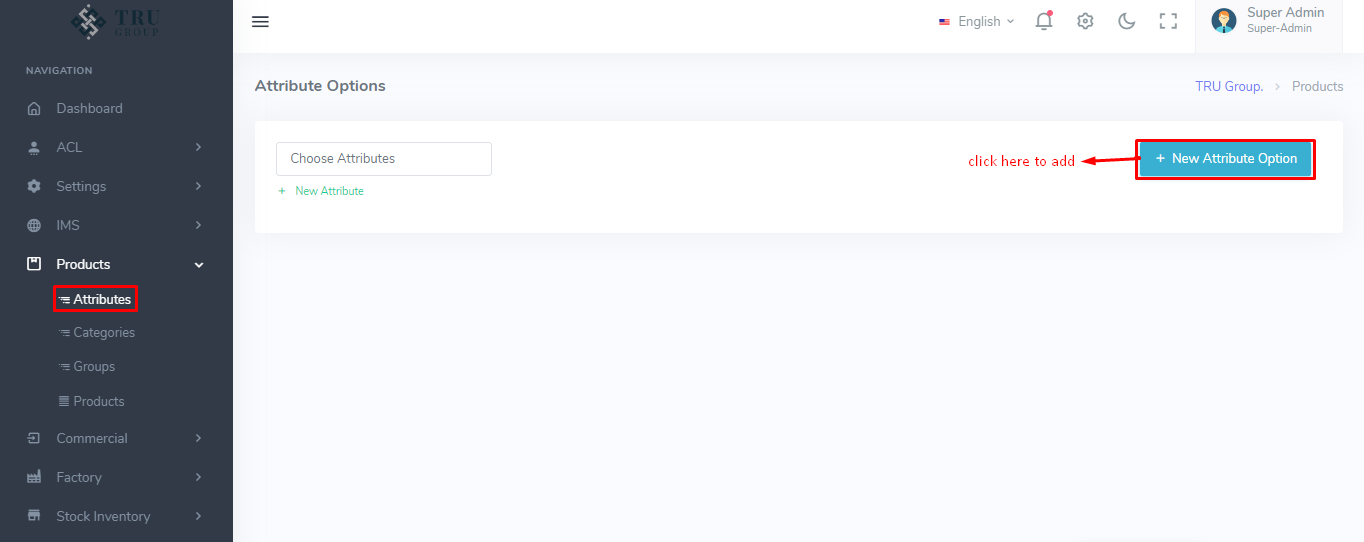 TRU
GROUP
English
Super Admin
Super-Admin
NAVIGATION
Attribute Options
TRU Group. > Products
Dashboard
ACL
Settings
IMS
Products
Attributes
Categories
Groups
Products
Commercial
Factory
Stock Inventory
Choose Attributes
+ New Attribute
click here to add
+ New Attribute Option